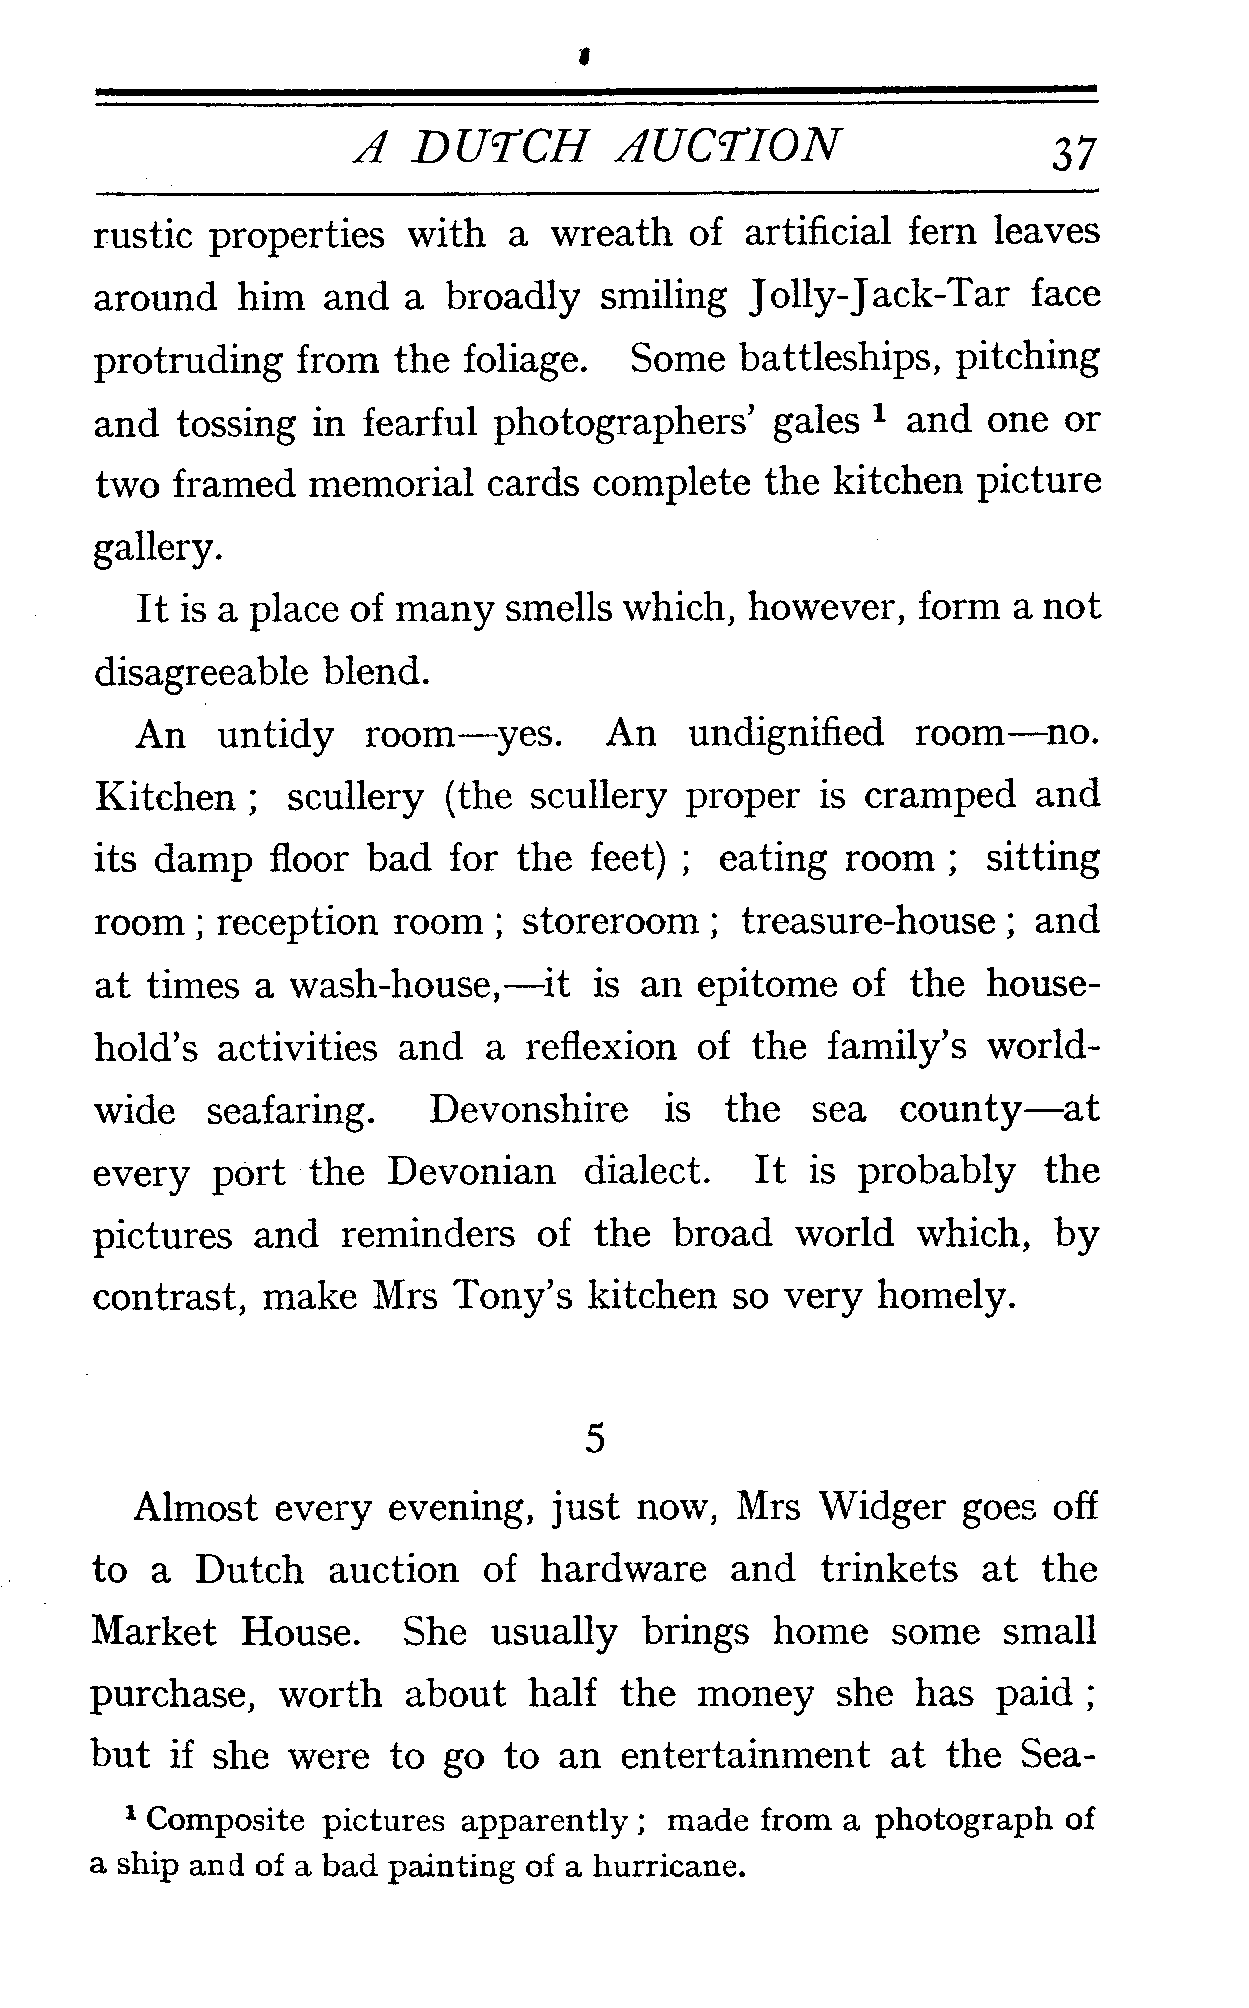 A DUTCH AUCTION 37
rustic properties with a wreath of artificial fern leaves
around him and a broadly smiling Jolly-Jack-Tar face
protruding from the foliage. Some battleships, pitching
and tossing in fearful photographers' gales ¹ and one or
two framed memorial cards complete the kitchen picture
gallery.
It is a place of many smells which, however, form a not
disagreeable blend.
An untidy room—yes. An undignified room—no.
Kitchen ; scullery (the scullery proper is cramped and
its damp floor bad for the feet) ; eating room ; sitting
room ; reception room ; storeroom ; treasure-house ; and
at times a wash-house,—it is an epitome of the house-
hold's activities and a reflexion of the family's world-
wide seafaring. Devonshire is the sea county—at
every port the Devonian dialect. It is probably the
pictures and reminders of the broad world which, by
contrast, make Mrs Tony's kitchen so very homely.
5
Almost every evening, just now, Mrs Widger goes off
to a Dutch auction of hardware and trinkets at the
Market House. She usually brings home some small
purchase, worth about half the money she has paid ;
but if she were to go to an entertainment at the Sea-
¹ Composite pictures apparently ; made from a photograph of
a ship and of a bad painting of a hurricane.